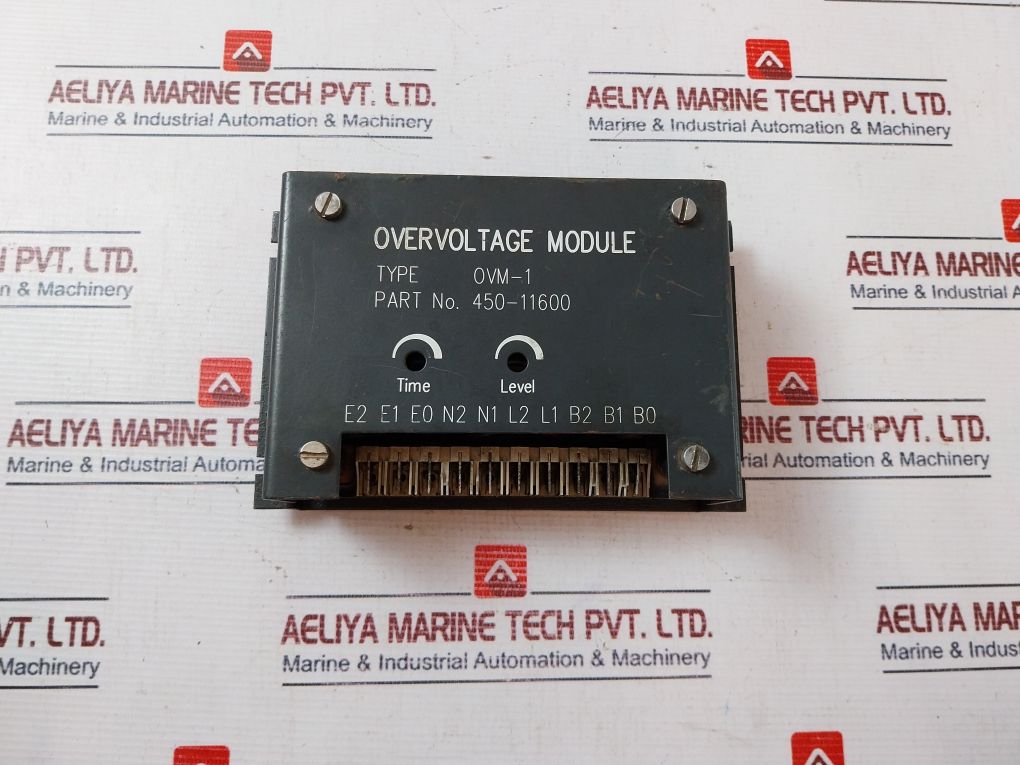 AELIYA MARINE TECH PVT. LTD.
Marine & Industrial Automation & Machinery
AELIYA MARINE TECH PVT. LTD.
Marine & Industrial Automation & Machinery
OVERVOLTAGE MODULE
TYPE OVM-1
PART No. 450-11600
Time Level
E2 E1 E0 N2 N1 L2 L1 B2 B1 B0
PVT. LTD.
& Machinery
AELIYA MARINE
Marine & Industrial
AELIYA MARINE TE
Marine & Industrial Automa
RINE TECH PVT. LTD.
Automation & Machinery
VT. LTD.
Machinery
AELIYA MARINE TECH PVT. LTD.
Marine & Industrial Automation & Machinery
AELIYA MAR
Marine & Indust